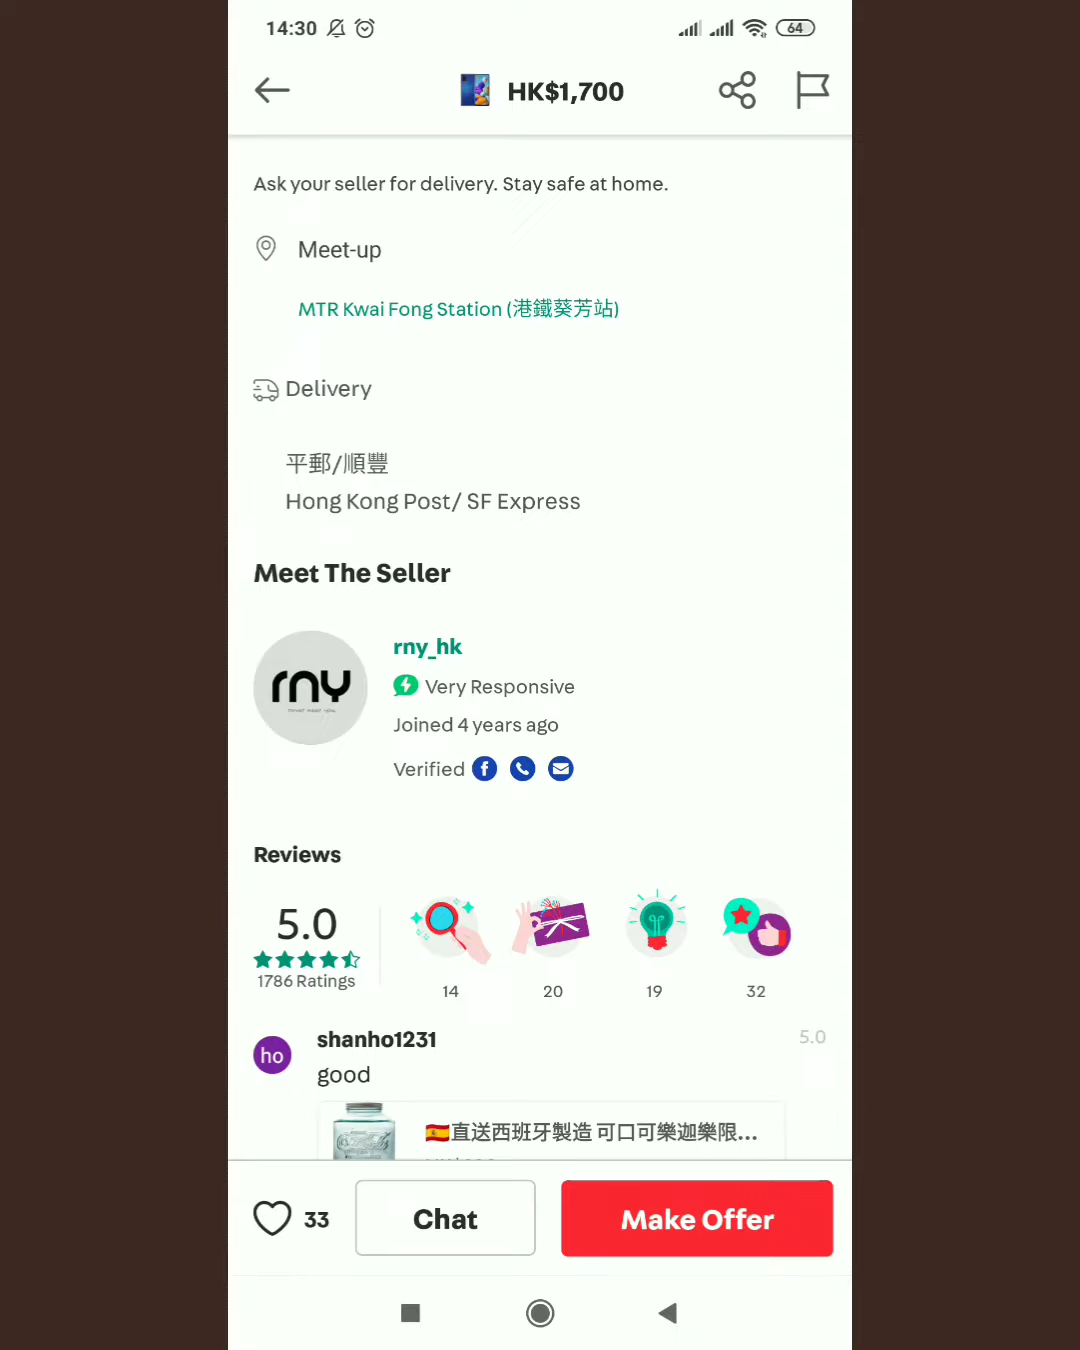 14:30
64
HK$1,700
Ask your seller for delivery. Stay safe at home.
Meet-up
MTR Kwai Fong Station (港鐵葵芳站)
Delivery
平郵/順豐
Hong Kong Post/ SF Express
Meet The Seller
rny
rny_hk
Very Responsive
Joined 4 years ago
Verified
Reviews
5.0
1786 Ratings
14
20
19
32
ho
shanho1231
5.0
good
🇪🇸直送西班牙製造 可口可樂迦樂限...
33
Chat
Make Offer